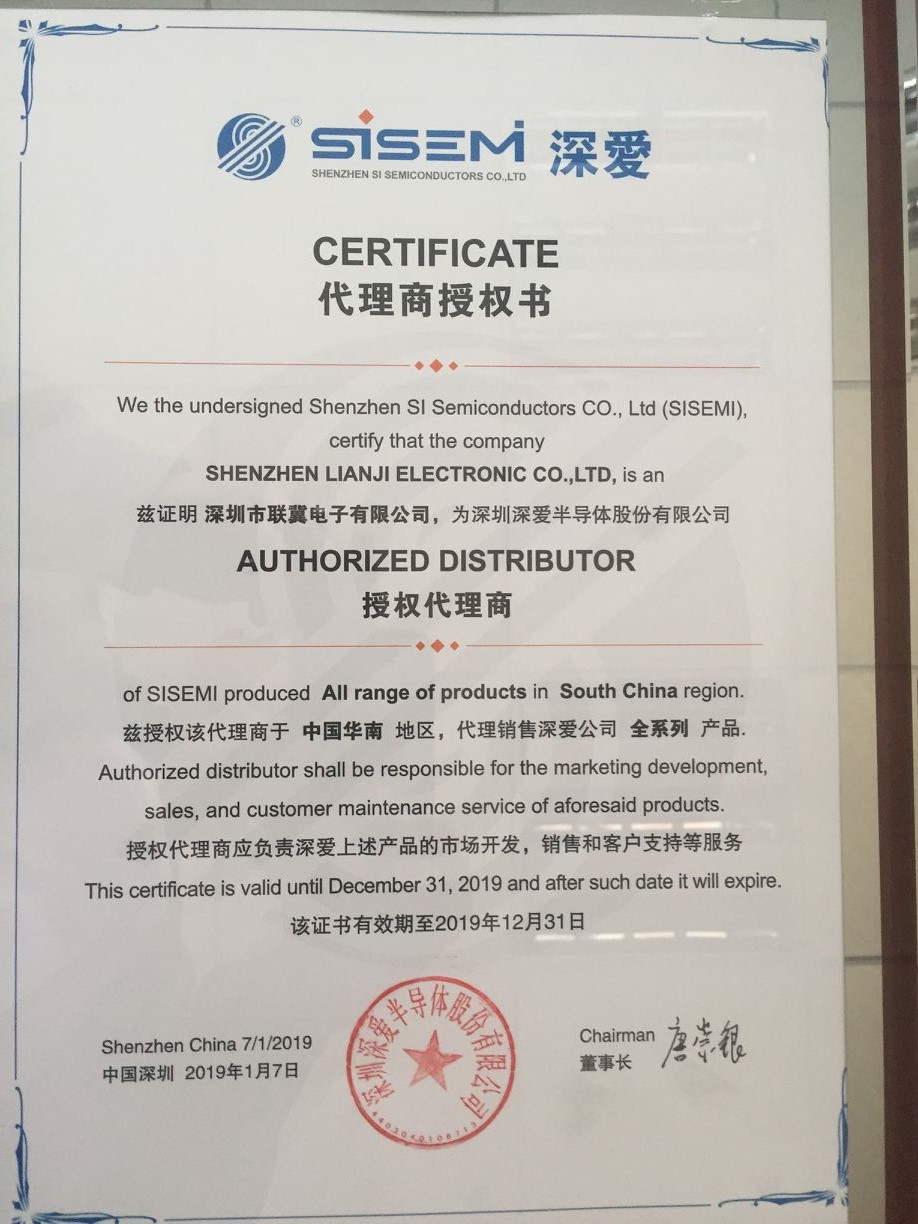 SISEMI 深愛
®
SHENZHEN SI SEMICONDUCTORS CO.,LTD
CERTIFICATE
代理商授权书
We the undersigned Shenzhen SI Semiconductors CO., Ltd (SISEMI),
certify that the company
SHENZHEN LIANJI ELECTRONIC CO.,LTD, is an
兹证明 深圳市联冀电子有限公司，为深圳深爱半导体股份有限公司
AUTHORIZED DISTRIBUTOR
授权代理商
of SISEMI produced All range of products in South China region.
兹授权该代理商于 中国华南 地区，代理销售深爱公司 全系列 产品.
Authorized distributor shall be responsible for the marketing development,
sales, and customer maintenance service of aforesaid products.
授权代理商应负责深爱上述产品的市场开发，销售和客户支持等服务
This certificate is valid until December 31, 2019 and after such date it will expire.
该证书有效期至2019年12月31日
Shenzhen China 7/1/2019
中国深圳 2019年1月7日
深圳深爱半导体股份有限公司
Chairman
董事长
唐崇银